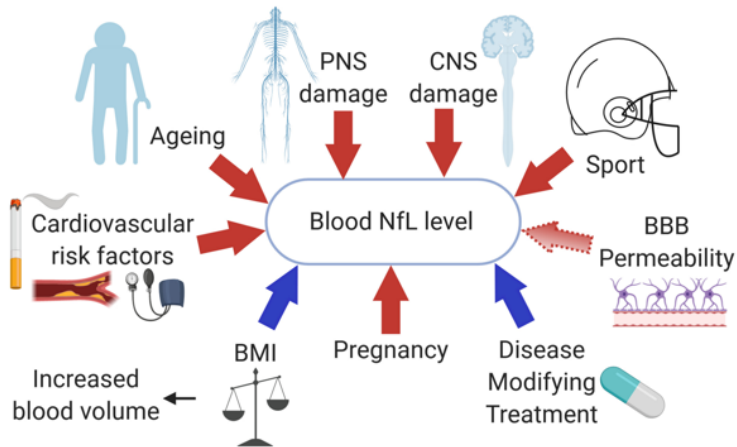 PNS
damage
CNS
damage
Ageing
Sport
Blood NfL level
Cardiovascular
risk factors
BBB
Permeability
BMI
Pregnancy
Disease
Modifying
Treatment
Increased
blood volume